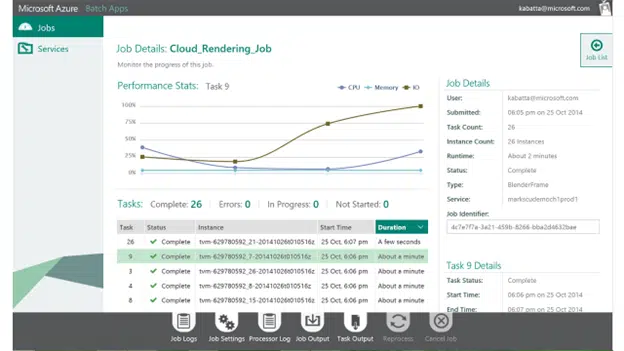 Microsoft Azure Batch Apps
kabatta@microsoft.com
Jobs
Services
Job Details: Cloud_Rendering_Job
Monitor the progress of this job.
Job List
Performance Stats: Task 9
CPU Memory IO
100%
75%
50%
25%
0%
Tasks: Complete: 26 Errors: 0 In Progress: 0 Not Started: 0
Task Status Instance Start Time Duration
26 Complete tvm-629780592_21-20141026t010516z 25 Oct, 6:07 pm A few seconds
9 Complete tvm-629780592_7-20141026t010516z 25 Oct, 6:06 pm About a minute
3 Complete tvm-629780592_2-20141026t010516z 25 Oct, 6:06 pm About a minute
4 Complete tvm-629780592_8-20141026t010516z 25 Oct, 6:06 pm About a minute
8 Complete tvm-629780592_15-20141026t010516z 25 Oct, 6:06 pm About a minute
Job Details
User: kabatta@microsoft.com
Submitted: 06:05 pm on 25 Oct 2014
Task Count: 26
Instance Count: 26 Instances
Runtime: About 2 minutes
Status: Complete
Type: BlenderFrame
Service: markscudemoch1prod1
Job Identifier:
4c7e7f7a-3a21-459b-8266-bba2d4632bae
Task 9 Details
Task Status: Complete
Start Time: 06:06 pm on 25 Oct 2014
End Time: 06:07 pm on 25 Oct 2014
Job Logs
Job Settings
Processor Log
Job Output
Task Output
Reprocess
Cancel Job